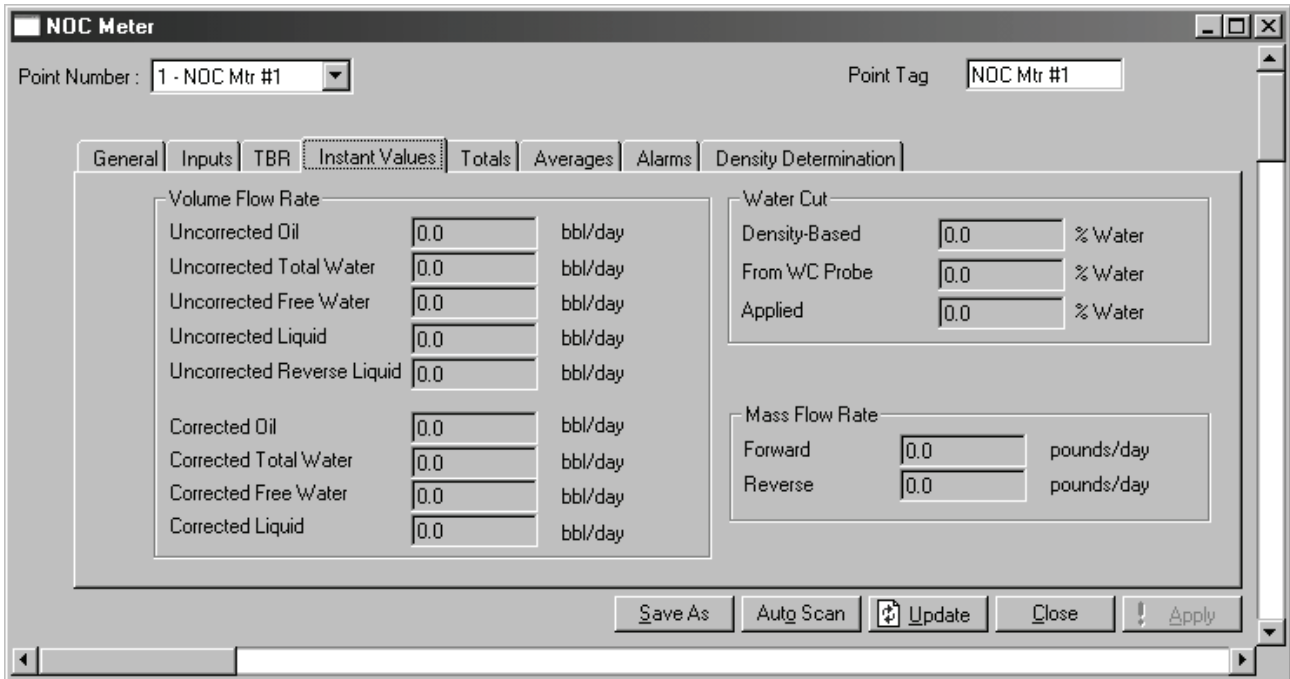 NOC Meter
Point Number : 1 - NOC Mtr #1 Point Tag NOC Mtr #1
General Inputs TBR Instant Values Totals Averages Alarms Density Determination
Volume Flow Rate
Uncorrected Oil 0.0 bbl/day
Uncorrected Total Water 0.0 bbl/day
Uncorrected Free Water 0.0 bbl/day
Uncorrected Liquid 0.0 bbl/day
Uncorrected Reverse Liquid 0.0 bbl/day
Corrected Oil 0.0 bbl/day
Corrected Total Water 0.0 bbl/day
Corrected Free Water 0.0 bbl/day
Corrected Liquid 0.0 bbl/day
Water Cut
Density-Based 0.0 % Water
From WC Probe 0.0 % Water
Applied 0.0 % Water
Mass Flow Rate
Forward 0.0 pounds/day
Reverse 0.0 pounds/day
Save As Auto Scan Update Close ! Apply